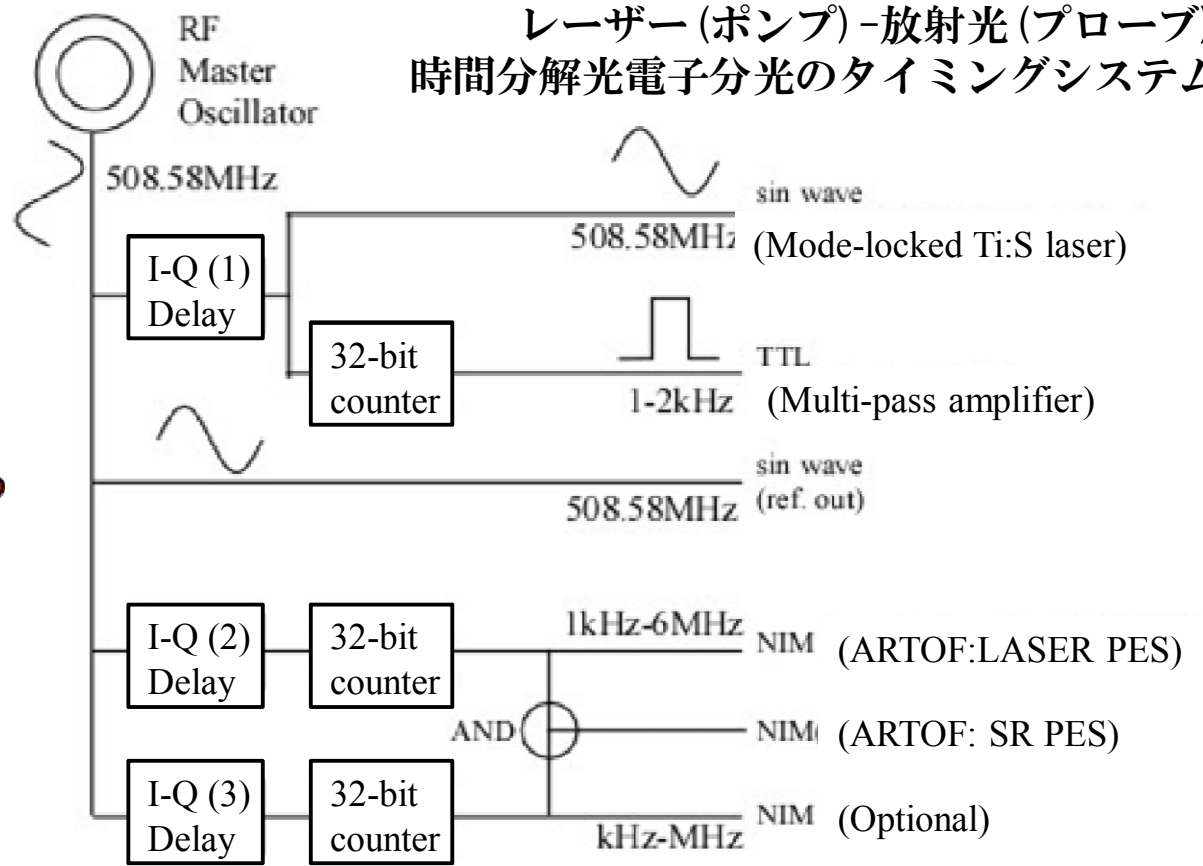 レーザー(ポンプ)-放射光(プローブ)
時間分解光電子分光のタイミングシステム
RF
Master
Oscillator
508.58MHz
sin wave
508.58MHz
(Mode-locked Ti:S laser)
I-Q (1)
Delay
32-bit
counter
TTL
1-2kHz
(Multi-pass amplifier)
sin wave
(ref. out)
508.58MHz
I-Q (2)
Delay
32-bit
counter
1kHz-6MHz
NIM
(ARTOF:LASER PES)
AND
NIM
(ARTOF: SR PES)
I-Q (3)
Delay
32-bit
counter
kHz-MHz
NIM
(Optional)